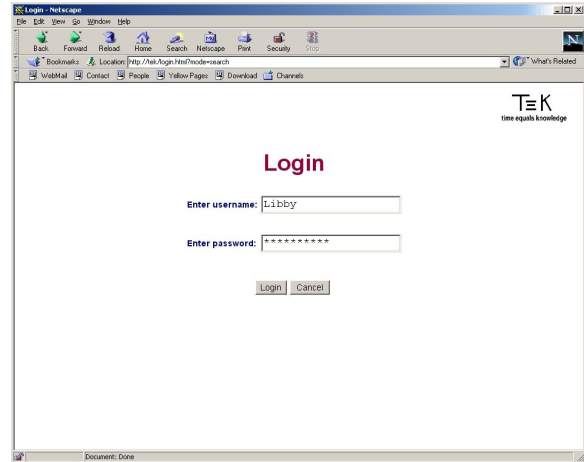 Login - Netscape
File Edit View Go Window Help
Back Forward Reload Home Search Netscape Print Security Stop
Bookmarks Location: http://tek/login.html?mode=search What's Related
WebMail Contact People Yellow Pages Download Channels
TEK
time equals knowledge
Login
Enter username: Libby
Enter password: **********
Login Cancel
Document: Done